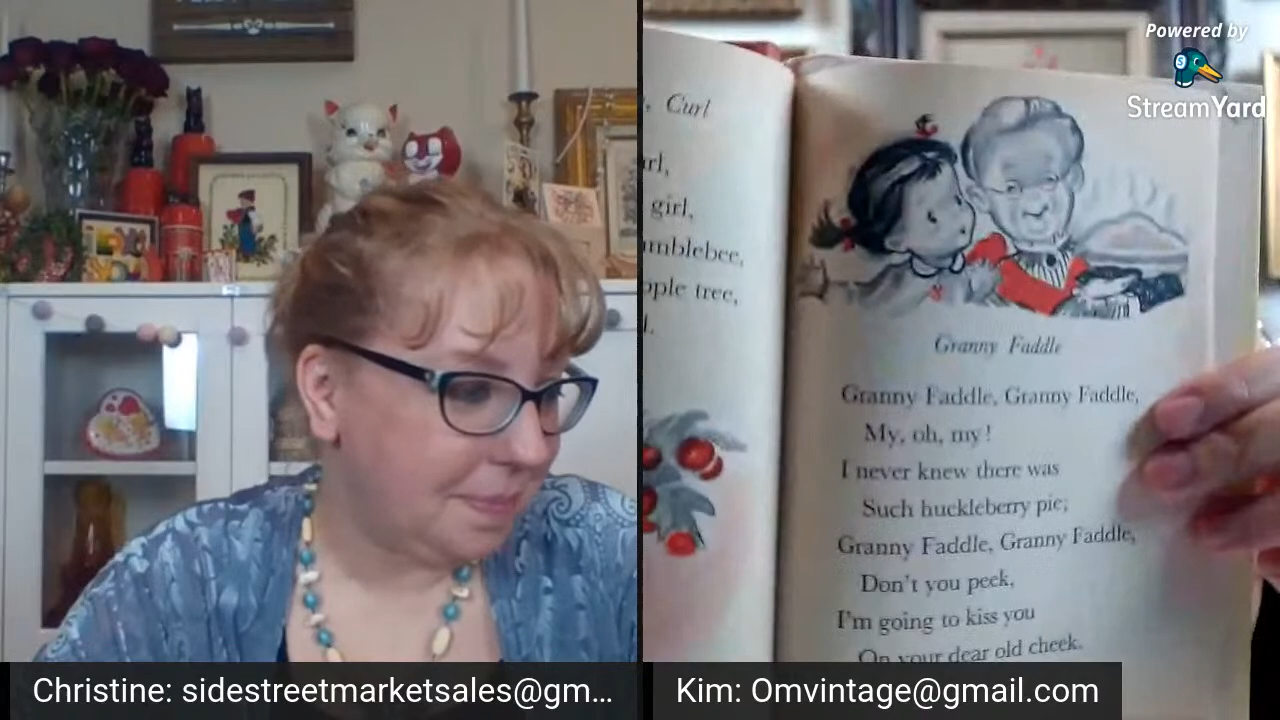 Powered by
StreamYard
, Curl
rl,
girl,
umblebee,
pple tree,
Granny Faddle
Granny Faddle, Granny Faddle,
My, oh, my!
I never knew there was
Such huckleberry pie;
Granny Faddle, Granny Faddle,
Don't you peek,
I'm going to kiss you
On your dear old cheek.
Christine: sidestreetmarketsales@gm...
Kim: Omvintage@gmail.com